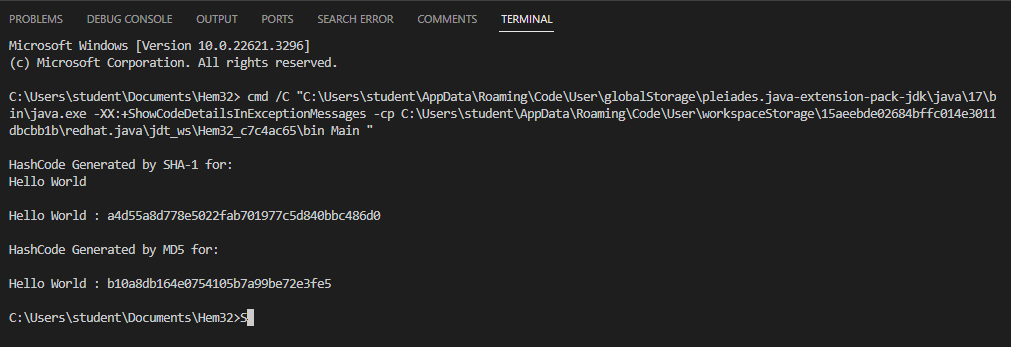 PROBLEMS DEBUG CONSOLE OUTPUT PORTS SEARCH ERROR COMMENTS TERMINAL
Microsoft Windows [Version 10.0.22621.3296]
(c) Microsoft Corporation. All rights reserved.
C:\Users\student\Documents\Hem32> cmd /C "C:\Users\student\AppData\Roaming\Code\User\globalStorage\pleiades.java-extension-pack-jdk\java\17\b
in\java.exe -XX:+ShowCodeDetailsInExceptionMessages -cp C:\Users\student\AppData\Roaming\Code\User\workspaceStorage\15aeebde02684bffc014e3011
dbcbb1b\redhat.java\jdt_ws\Hem32_c7c4ac65\bin Main "
HashCode Generated by SHA-1 for:
Hello World
Hello World : a4d55a8d778e5022fab701977c5d840bbc486d0
HashCode Generated by MD5 for:
Hello World : b10a8db164e0754105b7a99be72e3fe5
C:\Users\student\Documents\Hem32>S